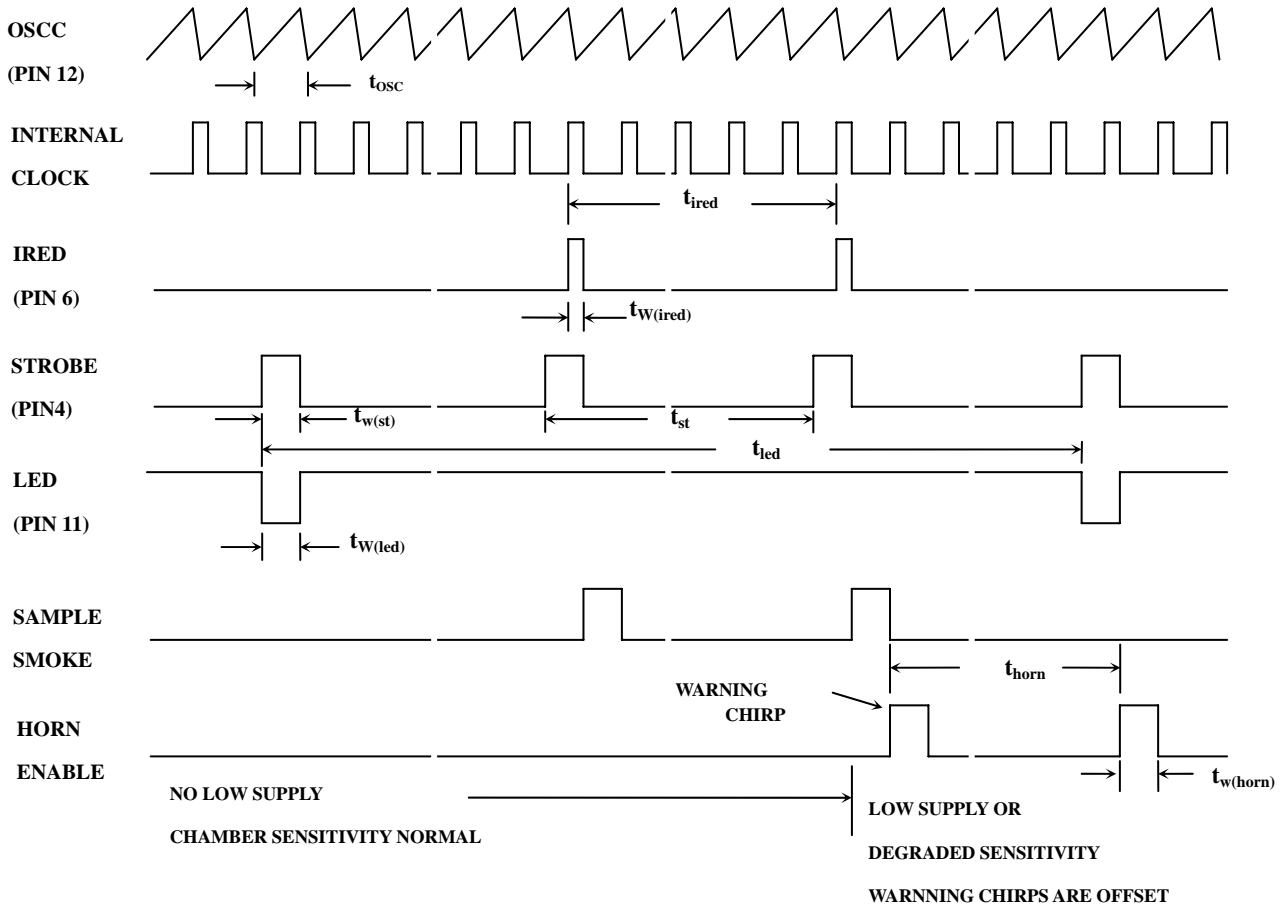 OSCC
(PIN 12)
tOSC
INTERNAL
CLOCK
tired
IRED
(PIN 6)
tW(ired)
STROBE
(PIN4)
tw(st)
tst
tled
LED
(PIN 11)
tW(led)
SAMPLE
SMOKE
thorn
WARNING
CHIRP
HORN
ENABLE
tw(horn)
NO LOW SUPPLY
CHAMBER SENSITIVITY NORMAL
LOW SUPPLY OR
DEGRADED SENSITIVITY
WARNNING CHIRPS ARE OFFSET